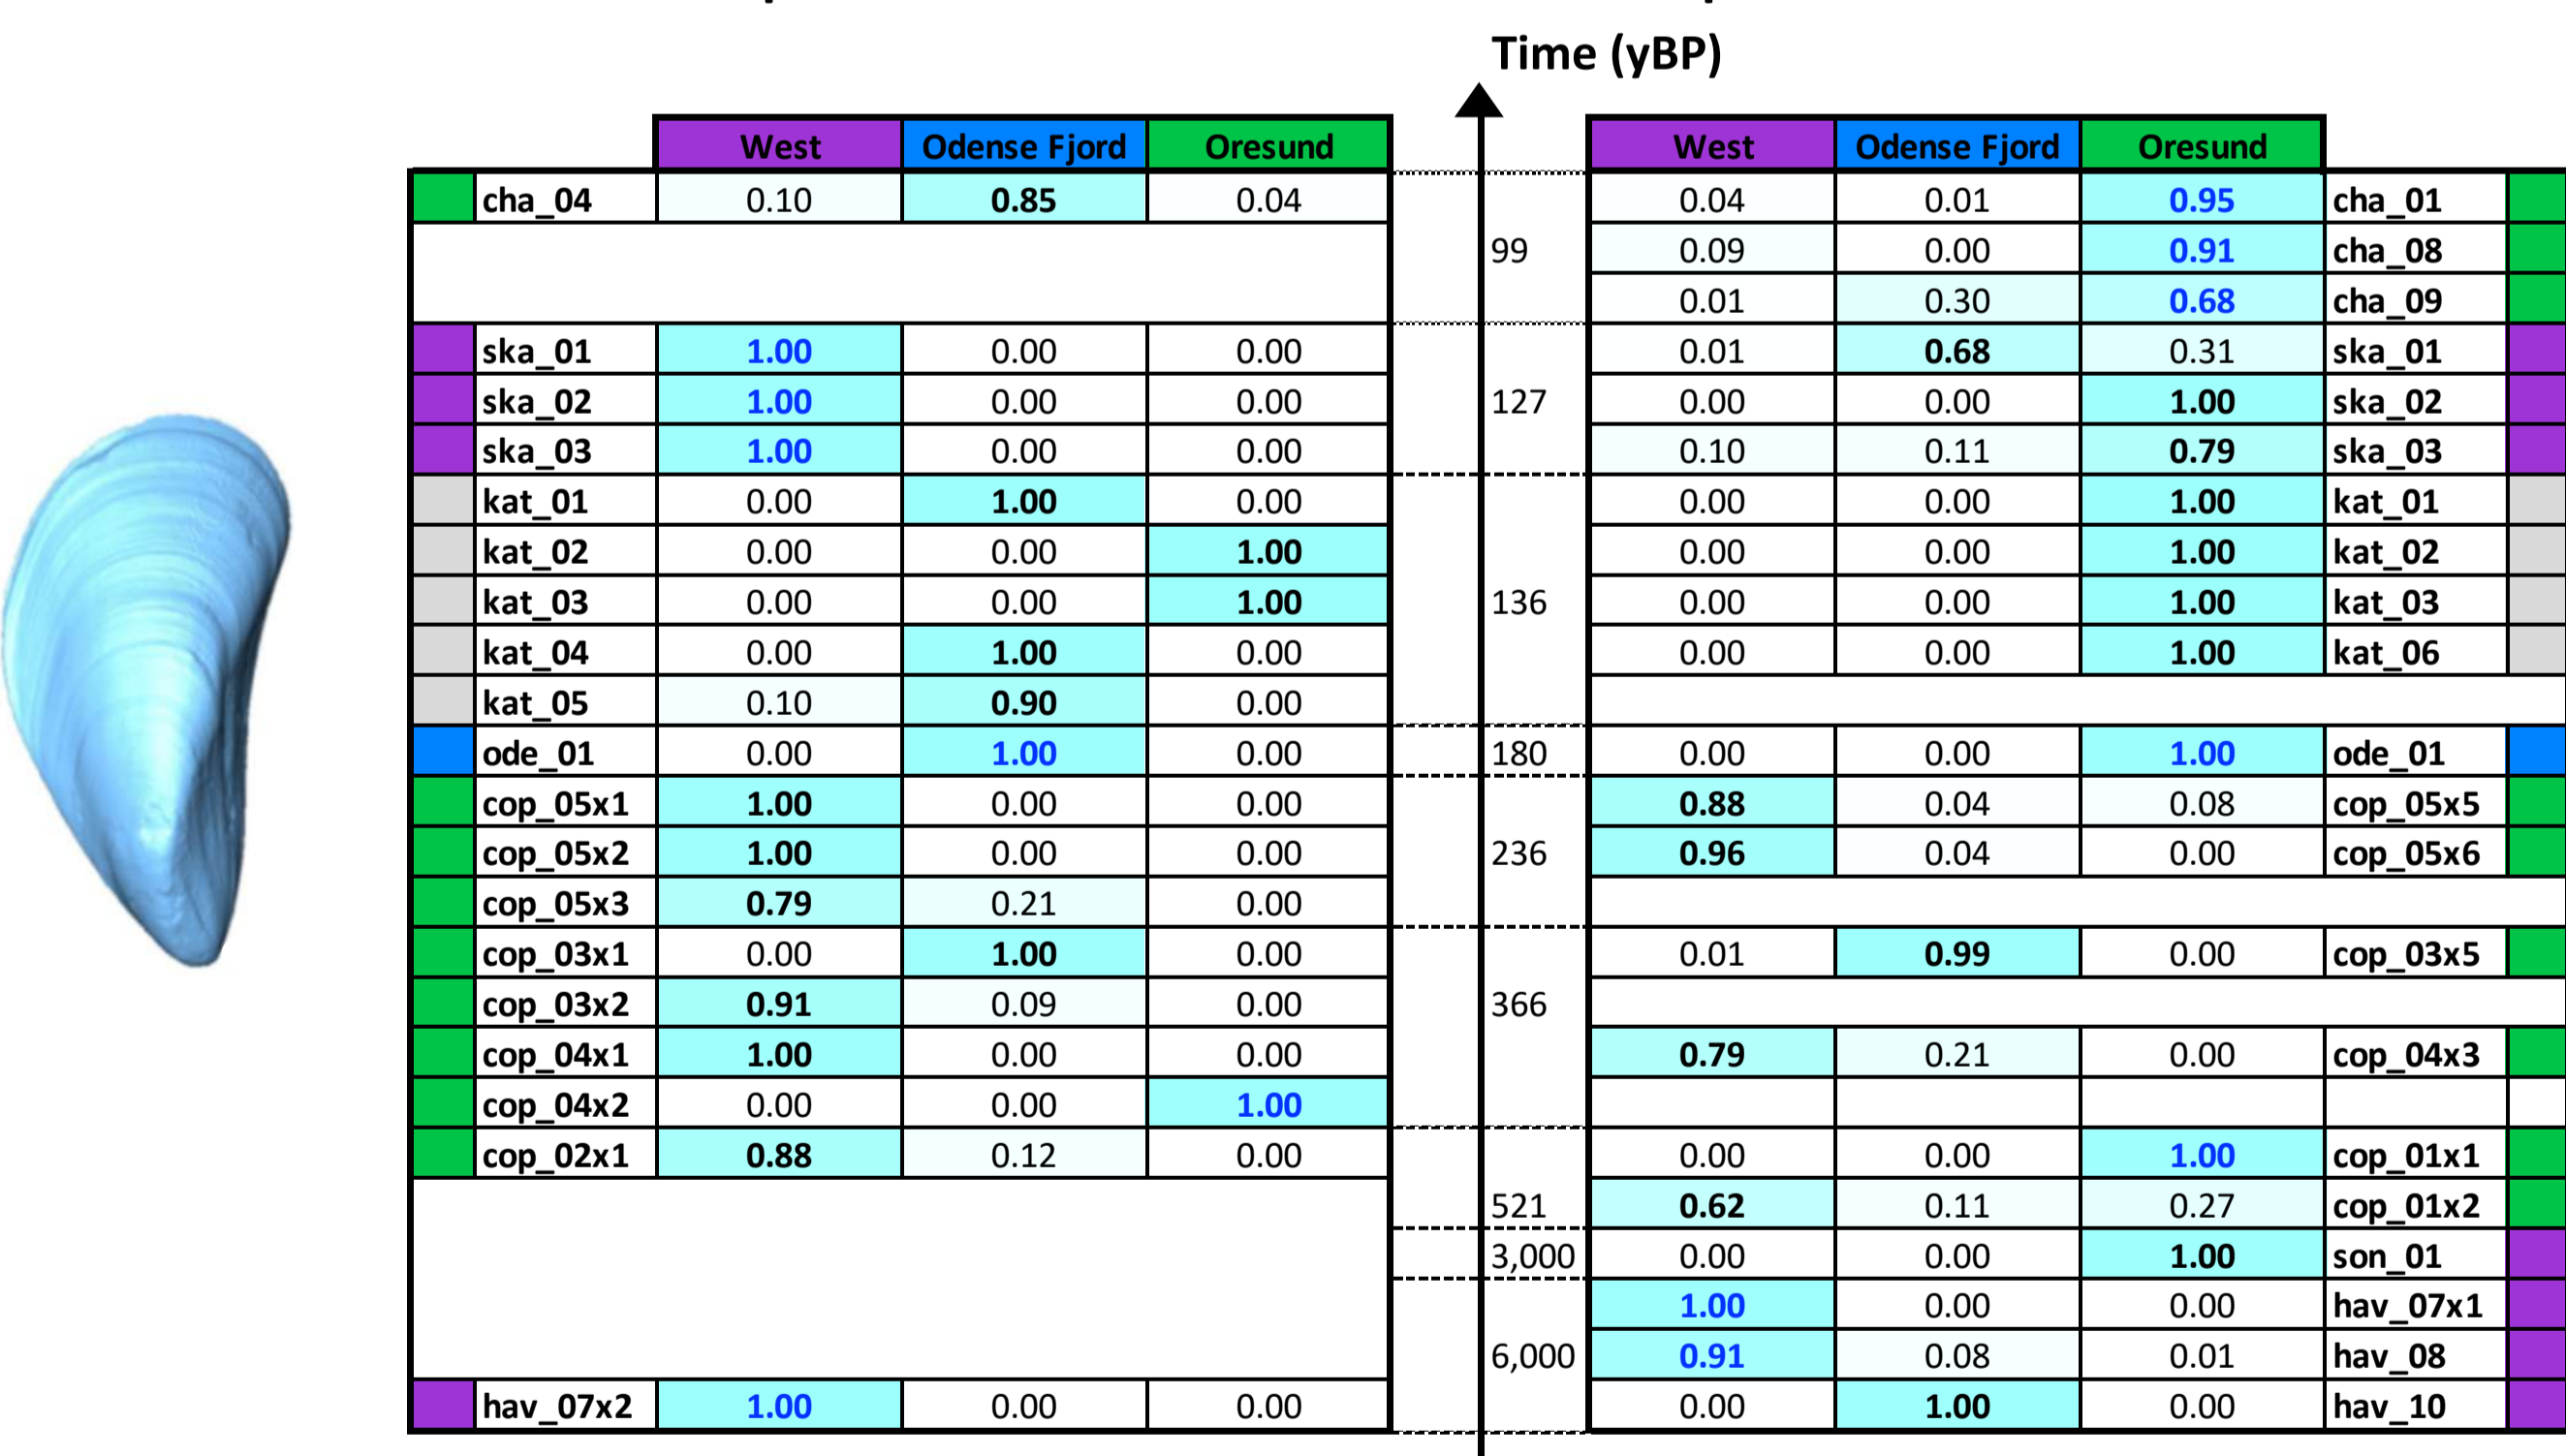 Time (yBP)
West Odense Fjord Oresund West Odense Fjord Oresund
cha_04 0.10 0.85 0.04 0.04 0.01 0.95 cha_01
99 0.09 0.00 0.91 cha_08
0.01 0.30 0.68 cha_09
ska_01 1.00 0.00 0.00 0.01 0.68 0.31 ska_01
ska_02 1.00 0.00 0.00 127 0.00 0.00 1.00 ska_02
ska_03 1.00 0.00 0.00 0.10 0.11 0.79 ska_03
kat_01 0.00 1.00 0.00 0.00 0.00 1.00 kat_01
kat_02 0.00 0.00 1.00 0.00 0.00 1.00 kat_02
kat_03 0.00 0.00 1.00 136 0.00 0.00 1.00 kat_03
kat_04 0.00 1.00 0.00 0.00 0.00 1.00 kat_06
kat_05 0.10 0.90 0.00
ode_01 0.00 1.00 0.00 180 0.00 0.00 1.00 ode_01
cop_05x1 1.00 0.00 0.00 0.88 0.04 0.08 cop_05x5
cop_05x2 1.00 0.00 0.00 236 0.96 0.04 0.00 cop_05x6
cop_05x3 0.79 0.21 0.00
cop_03x1 0.00 1.00 0.00 0.01 0.99 0.00 cop_03x5
cop_03x2 0.91 0.09 0.00 366
cop_04x1 1.00 0.00 0.00 0.79 0.21 0.00 cop_04x3
cop_04x2 0.00 0.00 1.00
cop_02x1 0.88 0.12 0.00 0.00 0.00 1.00 cop_01x1
521 0.62 0.11 0.27 cop_01x2
3,000 0.00 0.00 1.00 son_01
1.00 0.00 0.00 hav_07x1
6,000 0.91 0.08 0.01 hav_08
hav_07x2 1.00 0.00 0.00 0.00 1.00 0.00 hav_10